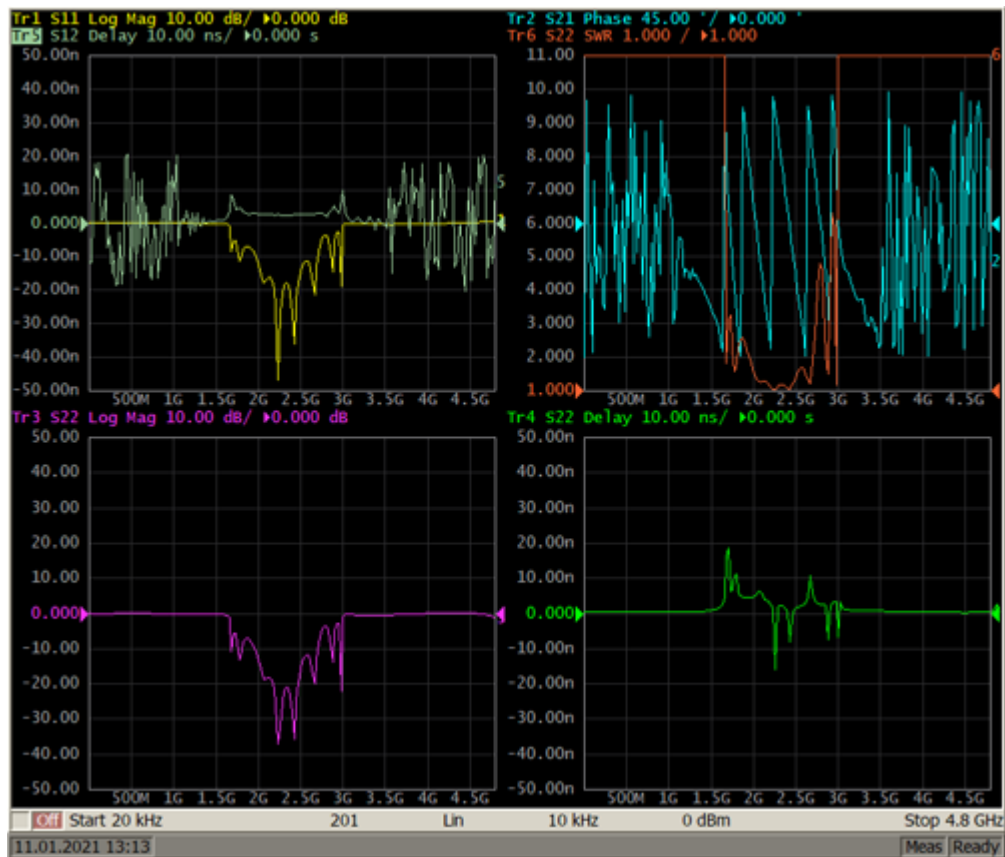 Tr1 S11 Log Mag 10.00 dB/ ▶0.000 dB
Tr5 S12 Delay 10.00 ns/ ▶0.000 s
50.00n
40.00n
30.00n
20.00n
10.00n
0.000
-10.00n
-20.00n
-30.00n
-40.00n
-50.00n
500M 1G 1.5G 2G 2.5G 3G 3.5G 4G 4.5G
5
Tr2 S21 Phase 45.00 °/ ▶0.000 °
Tr6 S22 SWR 1.000 / ▶1.000
11.00
10.00
9.000
8.000
7.000
6.000
5.000
4.000
3.000
2.000
1.000
500M 1G 1.5G 2G 2.5G 3G 3.5G 4G 4.5G
6
2
Tr3 S22 Log Mag 10.00 dB/ ▶0.000 dB
50.00
40.00
30.00
20.00
10.00
0.000
-10.00
-20.00
-30.00
-40.00
-50.00
500M 1G 1.5G 2G 2.5G 3G 3.5G 4G 4.5G
Tr4 S22 Delay 10.00 ns/ ▶0.000 s
50.00n
40.00n
30.00n
20.00n
10.00n
0.000
-10.00n
-20.00n
-30.00n
-40.00n
-50.00n
500M 1G 1.5G 2G 2.5G 3G 3.5G 4G 4.5G
Off Start 20 kHz 201 Lin 10 kHz 0 dBm Stop 4.8 GHz
11.01.2021 13:13 Meas Ready